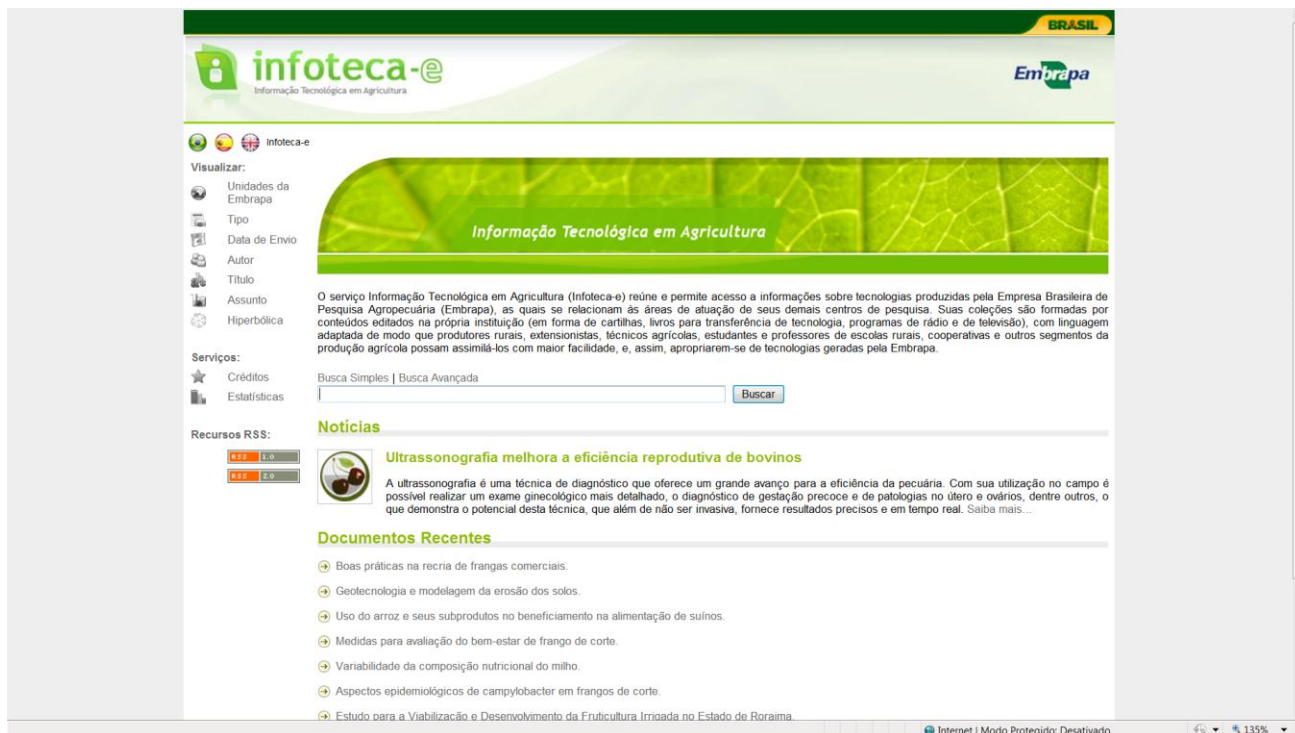 BRASIL
infoteca-e
Informação Tecnológica em Agricultura
Embrapa
Infoteca-e
Visualizar:
Unidades da
Embrapa
Tipo
Data de Envio
Autor
Título
Assunto
Hiperbólica
Serviços:
Créditos
Estatísticas
Recursos RSS:
RSS 1.0
RSS 2.0
Informação Tecnológica em Agricultura
O serviço Informação Tecnológica em Agricultura (Infoteca-e) reúne e permite acesso a informações sobre tecnologias produzidas pela Empresa Brasileira de
Pesquisa Agropecuária (Embrapa), as quais se relacionam às áreas de atuação de seus demais centros de pesquisa. Suas coleções são formadas por
conteúdos editados na própria instituição (em forma de cartilhas, livros para transferência de tecnologia, programas de rádio e de televisão), com linguagem
adaptada de modo que produtores rurais, extensionistas, técnicos agrícolas, estudantes e professores de escolas rurais, cooperativas e outros segmentos da
produção agrícola possam assimilá-los com maior facilidade, e, assim, apropriarem-se de tecnologias geradas pela Embrapa.
Busca Simples | Busca Avançada
Buscar
Notícias
Ultrassonografia melhora a eficiência reprodutiva de bovinos
A ultrassonografia é uma técnica de diagnóstico que oferece um grande avanço para a eficiência da pecuária. Com sua utilização no campo é
possível realizar um exame ginecológico mais detalhado, o diagnóstico de gestação precoce e de patologias no útero e ovários, dentre outros, o
que demonstra o potencial desta técnica, que além de não ser invasiva, fornece resultados precisos e em tempo real. Saiba mais...
Documentos Recentes
Boas práticas na recria de frangas comerciais.
Geotecnologia e modelagem da erosão dos solos.
Uso do arroz e seus subprodutos no beneficiamento na alimentação de suínos.
Medidas para avaliação do bem-estar de frango de corte.
Variabilidade da composição nutricional do milho.
Aspectos epidemiológicos de campylobacter em frangos de corte.
Estudo para a Viabilização e Desenvolvimento da Fruticultura Irrigada no Estado de Roraima.
Internet | Modo Protegido: Desativado
135%